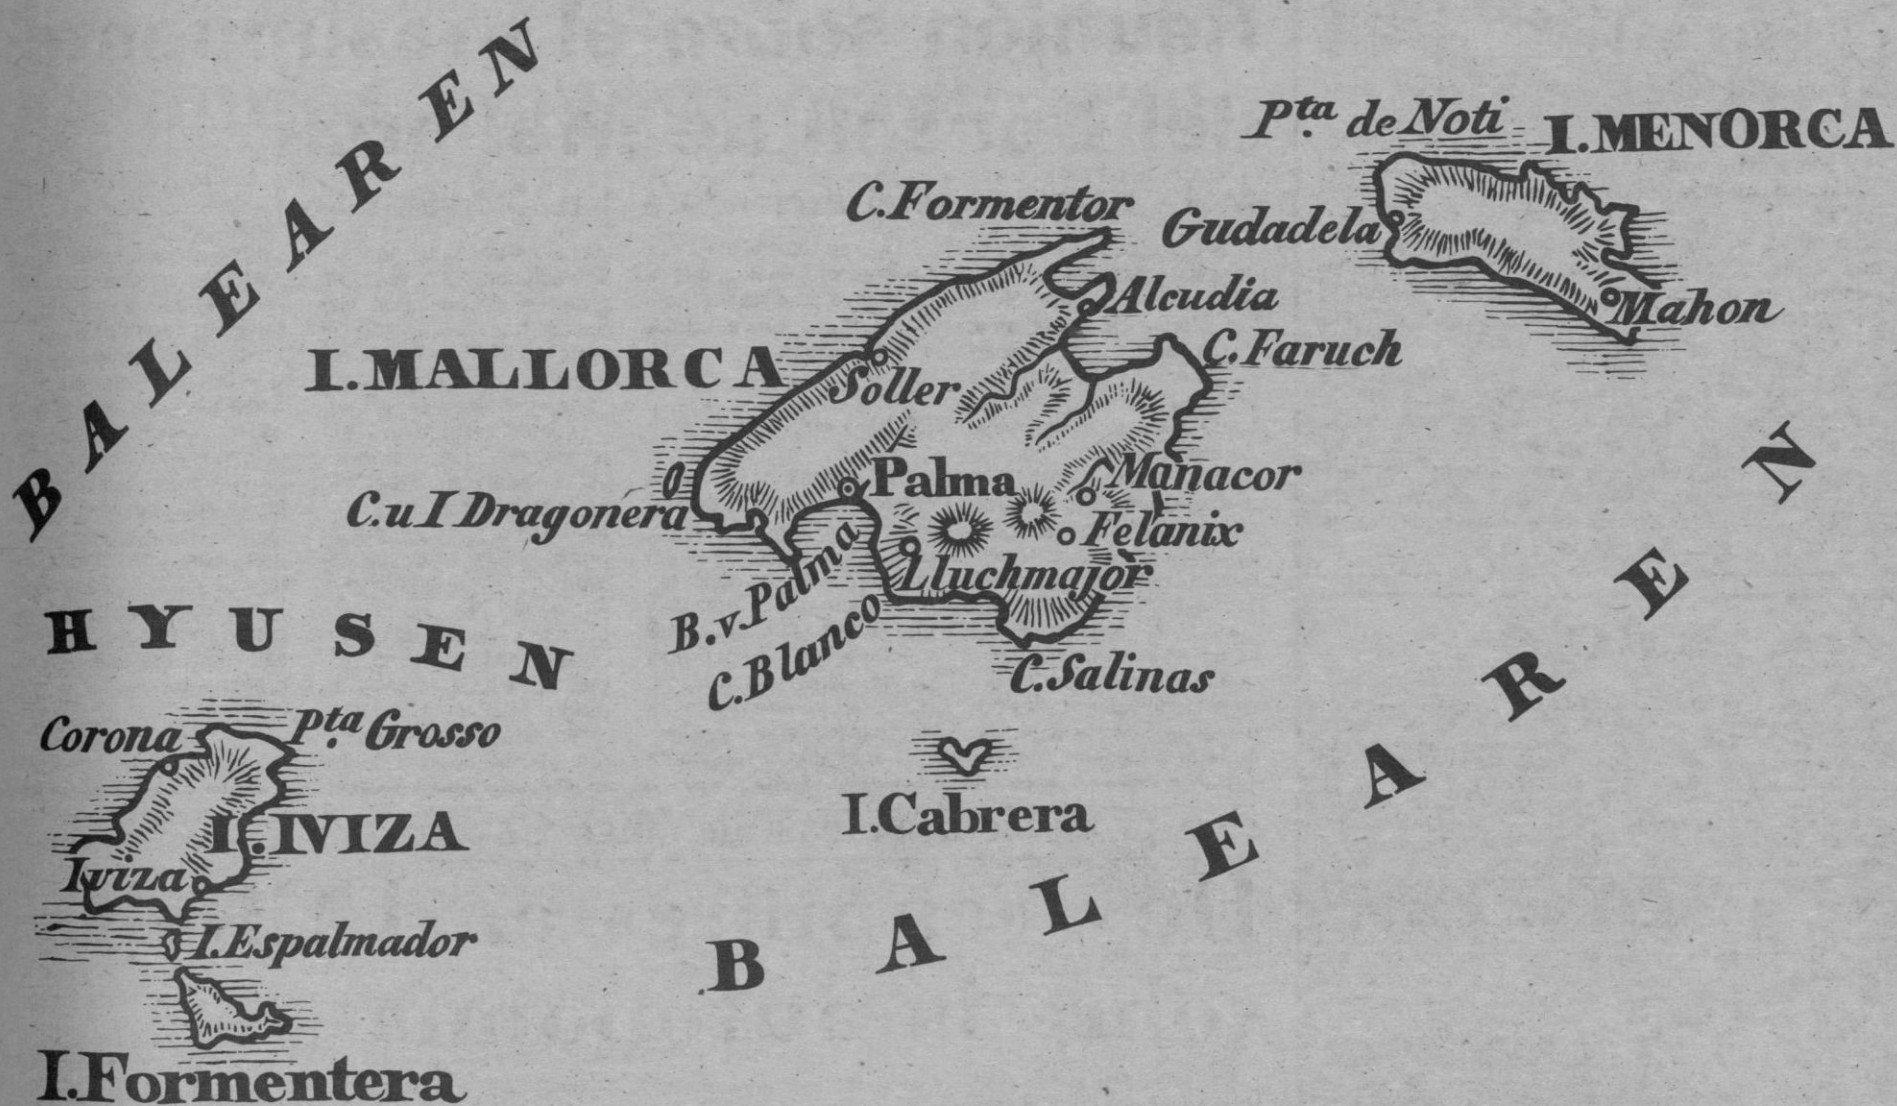 BALEAREN
Pta. de Noti
I.MENORCA
C.Formentor
Gudadela
Alcudia
Mahon
C.Faruch
I.MALLORCA
Soller
Palma
Manacor
C.u I Dragonera
Felanix
Lluchmajor
B.v.Palma
C.Blanco
C.Salinas
HYUSEN
Corona
Pta. Grosso
I.Cabrera
I.IVIZA
Iviza
I.Espalmador
BALEAREN
I.Formentera